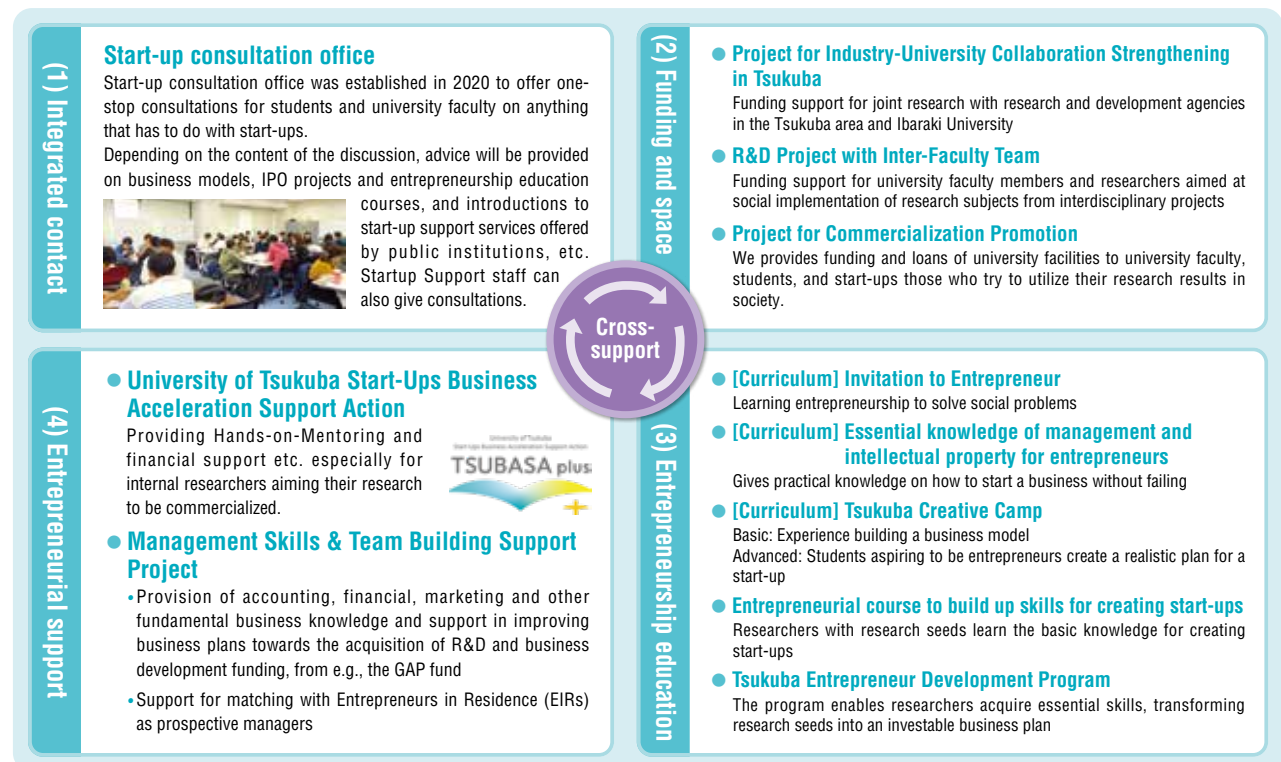 (1) Integrated contact
Start-up consultation office
Start-up consultation office was established in 2020 to offer one-
stop consultations for students and university faculty on anything
that has to do with start-ups.
Depending on the content of the discussion, advice will be provided
on business models, IPO projects and entrepreneurship education
courses, and introductions to
start-up support services offered
by public institutions, etc.
Startup Support staff can
also give consultations.
(2) Funding and space
● Project for Industry-University Collaboration Strengthening
in Tsukuba
Funding support for joint research with research and development agencies
in the Tsukuba area and Ibaraki University
● R&D Project with Inter-Faculty Team
Funding support for university faculty members and researchers aimed at
social implementation of research subjects from interdisciplinary projects
● Project for Commercialization Promotion
We provides funding and loans of university facilities to university faculty,
students, and start-ups those who try to utilize their research results in
society.
Cross-
support
(3) Entrepreneurship education
● [Curriculum] Invitation to Entrepreneur
Learning entrepreneurship to solve social problems
● [Curriculum] Essential knowledge of management and
intellectual property for entrepreneurs
Gives practical knowledge on how to start a business without failing
● [Curriculum] Tsukuba Creative Camp
Basic: Experience building a business model
Advanced: Students aspiring to be entrepreneurs create a realistic plan for a
start-up
● Entrepreneurial course to build up skills for creating start-ups
Researchers with research seeds learn the basic knowledge for creating
start-ups
● Tsukuba Entrepreneur Development Program
The program enables researchers acquire essential skills, transforming
research seeds into an investable business plan
(4) Entrepreneurial support
● University of Tsukuba Start-Ups Business
Acceleration Support Action
Providing Hands-on-Mentoring and
financial support etc. especially for
internal researchers aiming their research
to be commercialized.
University of Tsukuba
Start-Ups Business Acceleration Support Action
TSUBASA plus
● Management Skills & Team Building Support
Project
•Provision of accounting, financial, marketing and other
fundamental business knowledge and support in improving
business plans towards the acquisition of R&D and business
development funding, from e.g., the GAP fund
•Support for matching with Entrepreneurs in Residence (EIRs)
as prospective managers